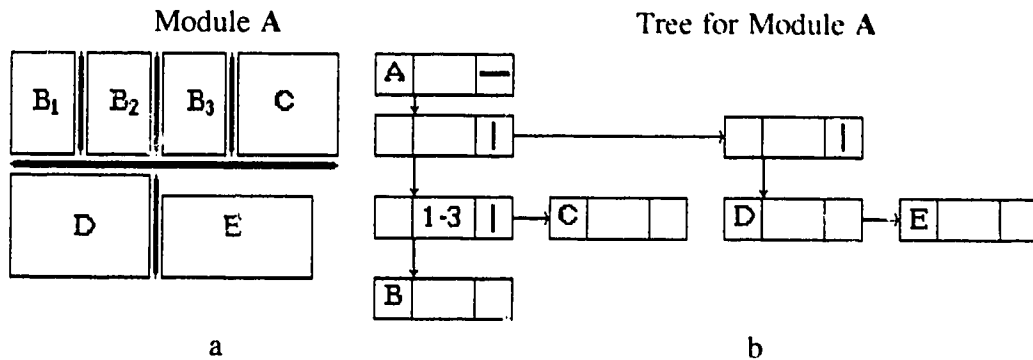 Module A
Tree for Module A
B1 B2 B3 C
D E
A
1-3 C D E
B
a
b